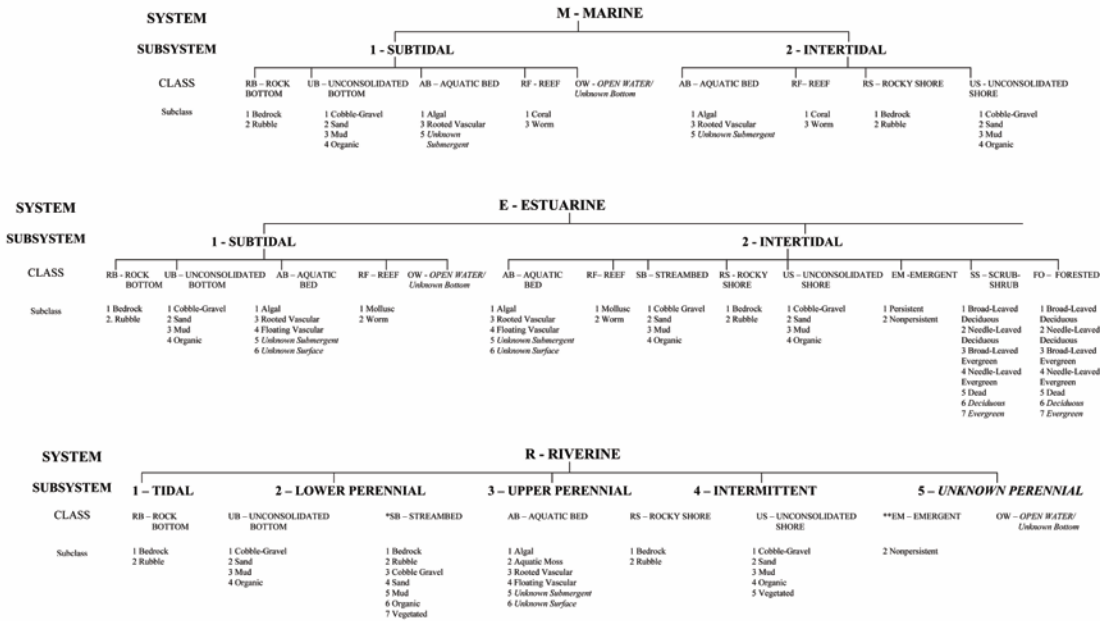 SYSTEM
M - MARINE
SUBSYSTEM
1 - SUBTIDAL
2 - INTERTIDAL
CLASS
RB – ROCK
BOTTOM
UB – UNCONSOLIDATED
BOTTOM
AB – AQUATIC BED
RF - REEF
OW - OPEN WATER/
Unknown Bottom
AB – AQUATIC BED
RF– REEF
RS – ROCKY SHORE
US - UNCONSOLIDATED
SHORE
Subclass
1 Bedrock
2 Rubble
1 Cobble-Gravel
2 Sand
3 Mud
4 Organic
1 Algal
3 Rooted Vascular
5 Unknown
Submergent
1 Coral
3 Worm
1 Algal
3 Rooted Vascular
5 Unknown Submergent
1 Coral
3 Worm
1 Bedrock
2 Rubble
1 Cobble-Gravel
2 Sand
3 Mud
4 Organic
SYSTEM
E - ESTUARINE
SUBSYSTEM
1 - SUBTIDAL
2 - INTERTIDAL
CLASS
RB - ROCK
BOTTOM
UB – UNCONSOLIDATED
BOTTOM
AB – AQUATIC
BED
RF – REEF
OW - OPEN WATER/
Unknown Bottom
AB – AQUATIC
BED
RF– REEF
SB – STREAMBED
RS - ROCKY
SHORE
US – UNCONSOLIDATED
SHORE
EM -EMERGENT
SS – SCRUB-
SHRUB
FO – FORESTED
Subclass
1 Bedrock
2. Rubble
1 Cobble-Gravel
2 Sand
3 Mud
4 Organic
1 Algal
3 Rooted Vascular
4 Floating Vascular
5 Unknown Submergent
6 Unknown Surface
1 Mollusc
2 Worm
1 Algal
3 Rooted Vascular
4 Floating Vascular
5 Unknown Submergent
6 Unknown Surface
1 Mollusc
2 Worm
1 Cobble Gravel
2 Sand
3 Mud
4 Organic
1 Bedrock
2 Rubble
1 Cobble-Gravel
2 Sand
3 Mud
4 Organic
1 Persistent
2 Nonpersistent
1 Broad-Leaved
Deciduous
2 Needle-Leaved
Deciduous
3 Broad-Leaved
Evergreen
4 Needle-Leaved
Evergreen
5 Dead
6 Deciduous
7 Evergreen
1 Broad-Leaved
Deciduous
2 Needle-Leaved
Deciduous
3 Broad-Leaved
Evergreen
4 Needle-Leaved
Evergreen
5 Dead
6 Deciduous
7 Evergreen
SYSTEM
R - RIVERINE
SUBSYSTEM
1 – TIDAL
2 – LOWER PERENNIAL
3 – UPPER PERENNIAL
4 – INTERMITTENT
5 – UNKNOWN PERENNIAL
CLASS
RB – ROCK
BOTTOM
UB – UNCONSOLIDATED
BOTTOM
*SB – STREAMBED
AB – AQUATIC BED
RS – ROCKY SHORE
US – UNCONSOLIDATED
SHORE
**EM – EMERGENT
OW – OPEN WATER/
Unknown Bottom
Subclass
1 Bedrock
2 Rubble
1 Cobble-Gravel
2 Sand
3 Mud
4 Organic
1 Bedrock
2 Rubble
3 Cobble Gravel
4 Sand
5 Mud
6 Organic
7 Vegetated
1 Algal
2 Aquatic Moss
3 Rooted Vascular
4 Floating Vascular
5 Unknown Submergent
6 Unknown Surface
1 Bedrock
2 Rubble
1 Cobble-Gravel
2 Sand
3 Mud
4 Organic
5 Vegetated
2 Nonpersistent